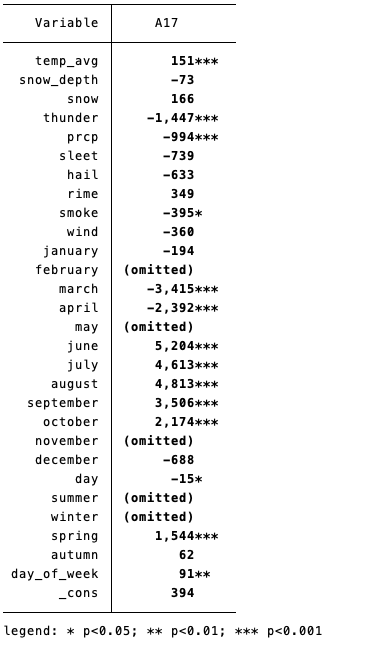 Variable A17
temp_avg 151***
snow_depth -73
snow 166
thunder -1,447***
prcp -994***
sleet -739
hail -633
rime 349
smoke -395*
wind -360
january -194
february (omitted)
march -3,415***
april -2,392***
may (omitted)
june 5,204***
july 4,613***
august 4,813***
september 3,506***
october 2,174***
november (omitted)
december -688
day -15*
summer (omitted)
winter (omitted)
spring 1,544***
autumn 62
day_of_week 91**
_cons 394
legend: * p<0.05; ** p<0.01; *** p<0.001